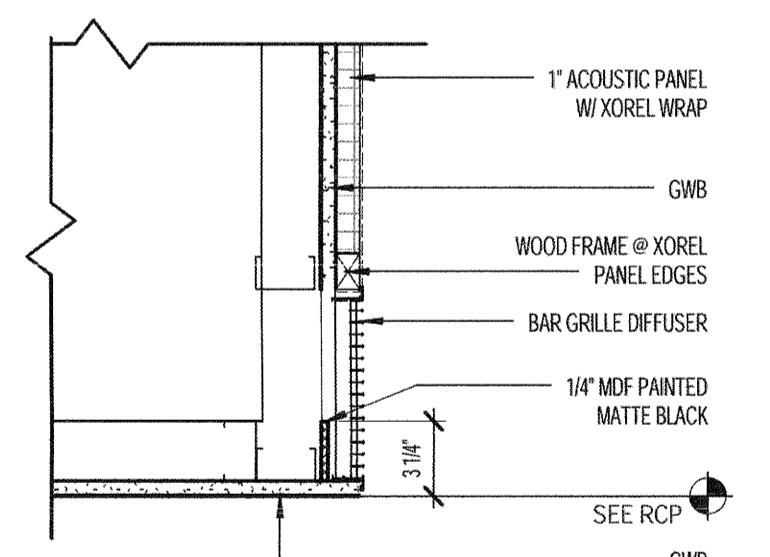 1" ACOUSTIC PANEL
W/ XOREL WRAP
GWB
WOOD FRAME @ XOREL
PANEL EDGES
BAR GRILLE DIFFUSER
1/4" MDF PAINTED
MATTE BLACK
3 1/4"
SEE RCP
GWB